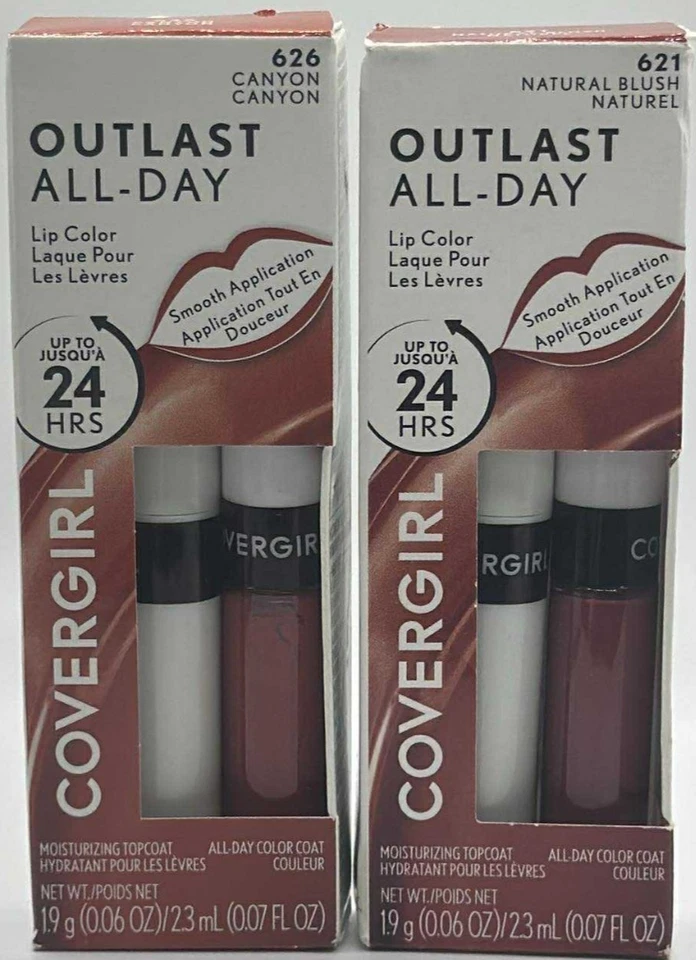 626
CANYON
CANYON
OUTLAST
ALL-DAY
Lip Color
Laque Pour
Les Lèvres
Smooth Application
Application Tout En
Douceur
UP TO
JUSQU'À
24
HRS
COVERGIRL
VERGIR
MOISTURIZING TOPCOAT
HYDRATANT POUR LES LÈVRES
ALL-DAY COLOR COAT
COULEUR
NET WT./POIDS NET
1.9 g (0.06 OZ)/2.3 mL (0.07 FL OZ)
621
NATURAL BLUSH
NATUREL
OUTLAST
ALL-DAY
Lip Color
Laque Pour
Les Lèvres
Smooth Application
Application Tout En
Douceur
UP TO
JUSQU'À
24
HRS
COVERGIRL
RGIRL
CO
MOISTURIZING TOPCOAT
HYDRATANT POUR LES LÈVRES
ALL-DAY COLOR COAT
COULEUR
NET WT./POIDS NET
1.9 g (0.06 OZ)/2.3 mL (0.07 FL OZ)